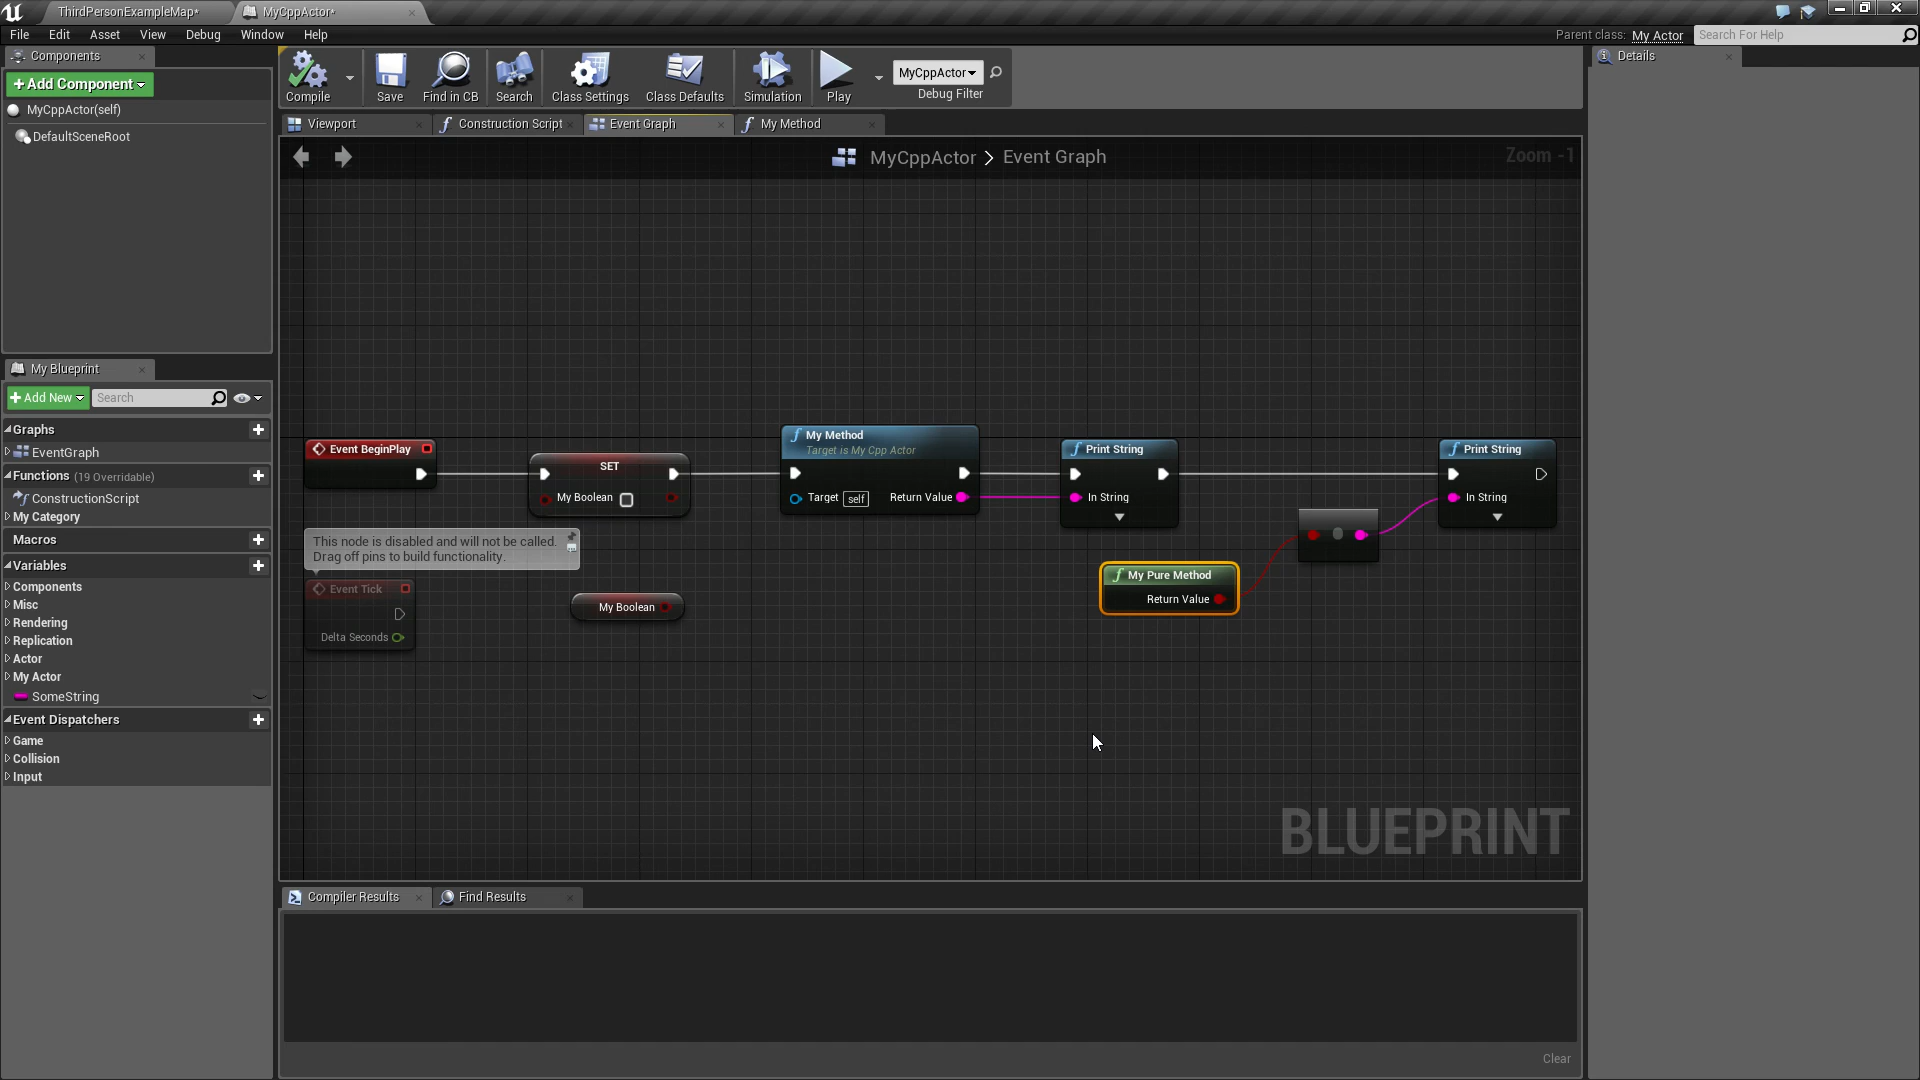 ThirdPersonExampleMap*
MyCppActor*
File Edit Asset View Debug Window Help
Parent class: My Actor
Search For Help
Components
Add Component
MyCppActor(self)
DefaultSceneRoot
Compile
Save
Find in CB
Search
Class Settings
Class Defaults
Simulation
Play
MyCppActor
Debug Filter
Details
Viewport
Construction Script
Event Graph
My Method
MyCppActor > Event Graph
Zoom -1
My Blueprint
Add New
Search
Graphs
EventGraph
Functions (19 Overridable)
ConstructionScript
My Category
Macros
Variables
Components
Misc
Rendering
Replication
Actor
My Actor
SomeString
Event Dispatchers
Game
Collision
Input
Event BeginPlay
SET
My Boolean
My Method
Target is My Cpp Actor
Target self Return Value
Print String
In String
Print String
In String
This node is disabled and will not be called.
Drag off pins to build functionality.
Event Tick
Delta Seconds
My Boolean
My Pure Method
Return Value
BLUEPRINT
Compiler Results
Find Results
Clear